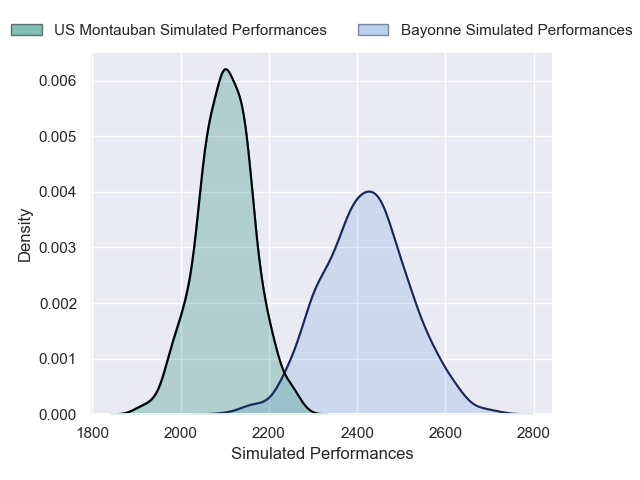 US Montauban Simulated Performances
Bayonne Simulated Performances
0.006
0.005
0.004
0.003
0.002
0.001
0.000
Density
1800 2000 2200 2400 2600 2800
Simulated Performances